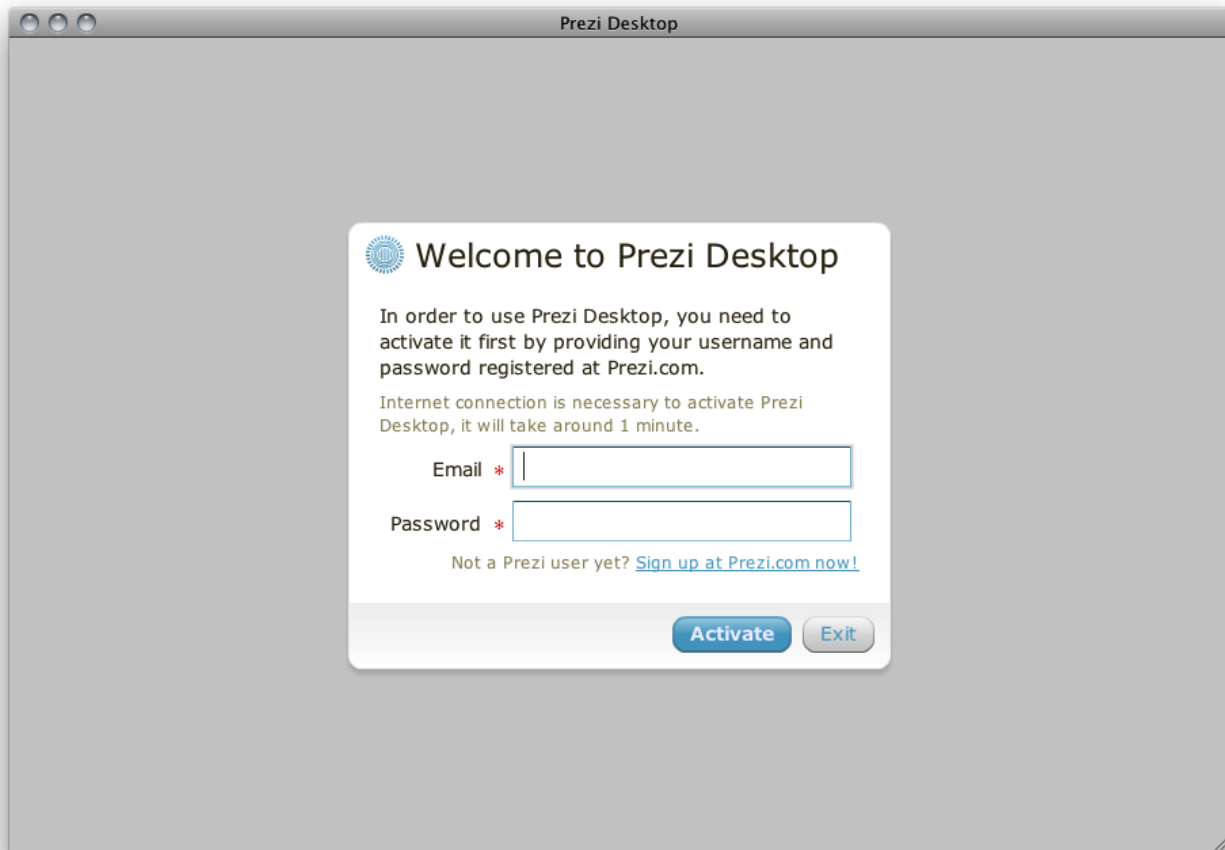 Prezi Desktop
Welcome to Prezi Desktop
In order to use Prezi Desktop, you need to
activate it first by providing your username and
password registered at Prezi.com.
Internet connection is necessary to activate Prezi
Desktop, it will take around 1 minute.
Email *
Password *
Not a Prezi user yet? Sign up at Prezi.com now!
Activate Exit